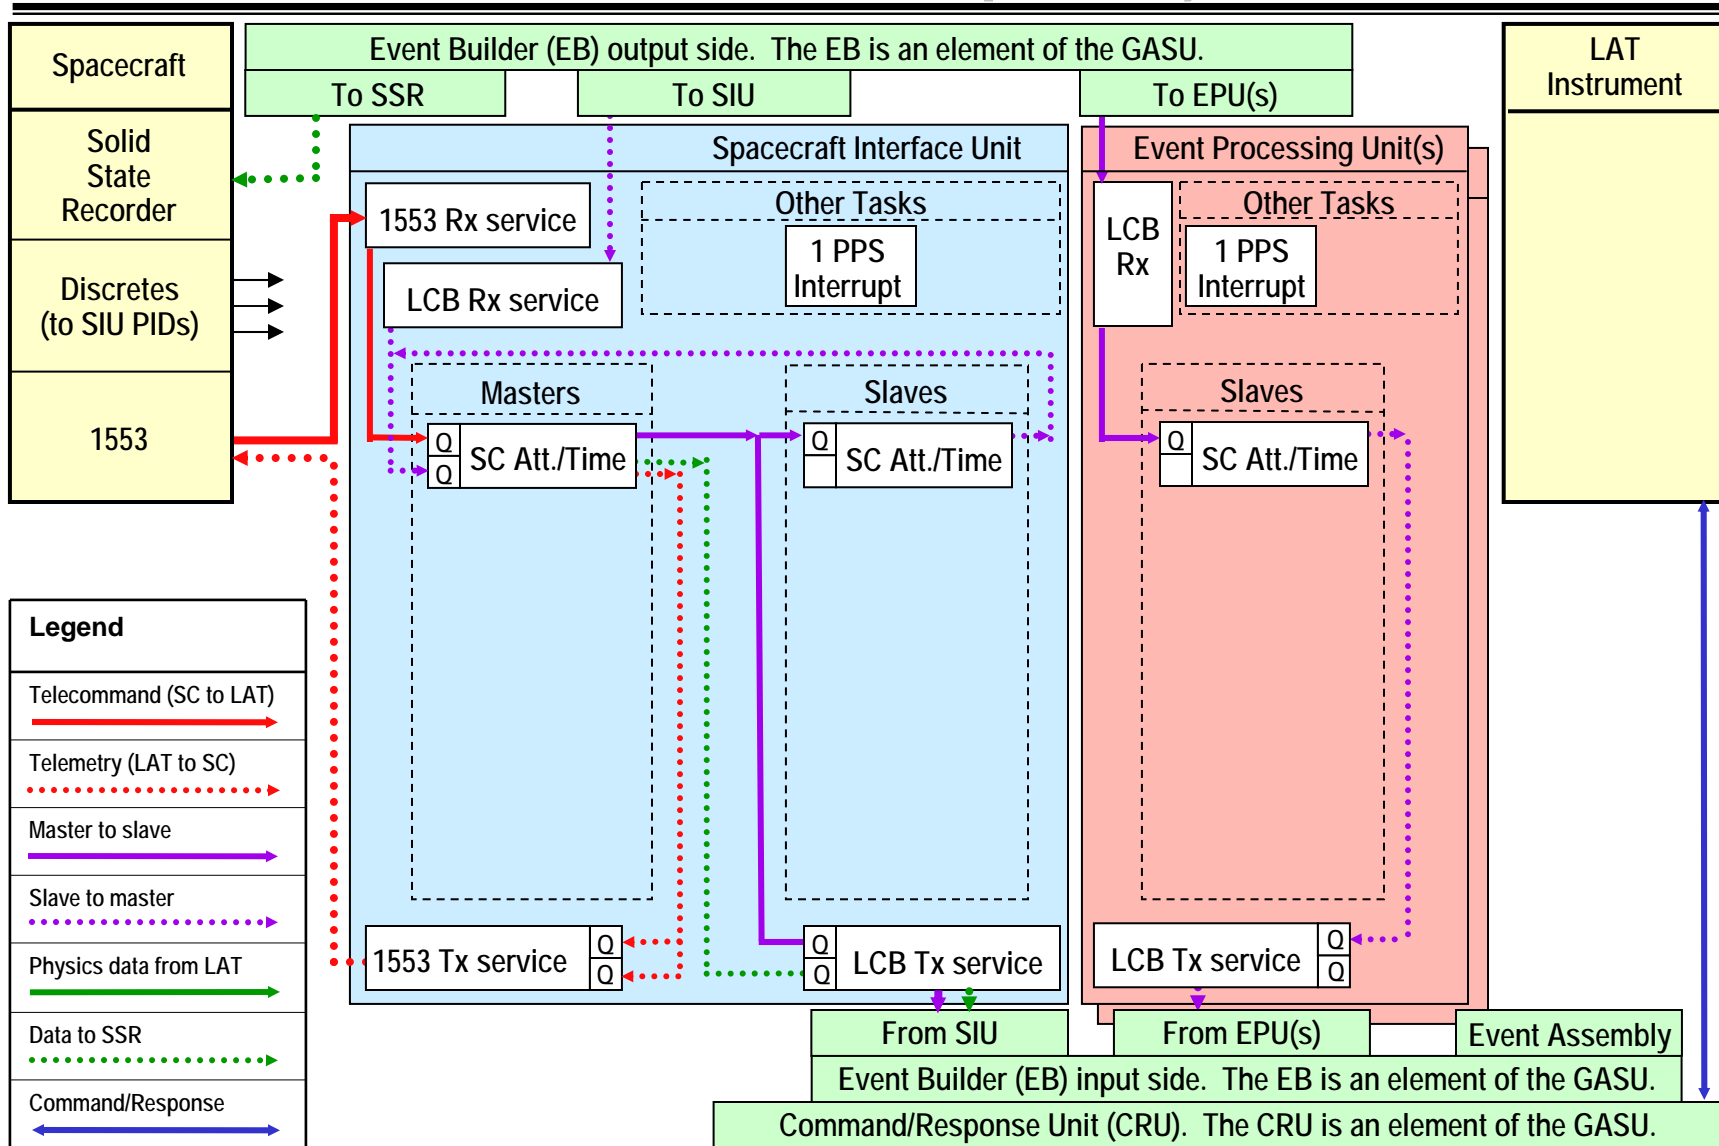 Event Builder (EB) output side.  The EB is an element of the GASU.
To SSR
To SIU
To EPU(s)
Spacecraft
Solid
State
Recorder
Discretes
(to SIU PIDs)
1553
Spacecraft Interface Unit
1553 Rx service
LCB Rx service
Other Tasks
1 PPS
Interrupt
Masters
Q
Q
SC Att./Time
Slaves
Q
SC Att./Time
1553 Tx service
Q
Q
Q
Q
LCB Tx service
Event Processing Unit(s)
LCB
Rx
Other Tasks
1 PPS
Interrupt
Slaves
Q
SC Att./Time
LCB Tx service
Q
Q
LAT
Instrument
From SIU
From EPU(s)
Event Assembly
Event Builder (EB) input side.  The EB is an element of the GASU.
Command/Response Unit (CRU).  The CRU is an element of the GASU.
Legend
Telecommand (SC to LAT)
Telemetry (LAT to SC)
Master to slave
Slave to master
Physics data from LAT
Data to SSR
Command/Response